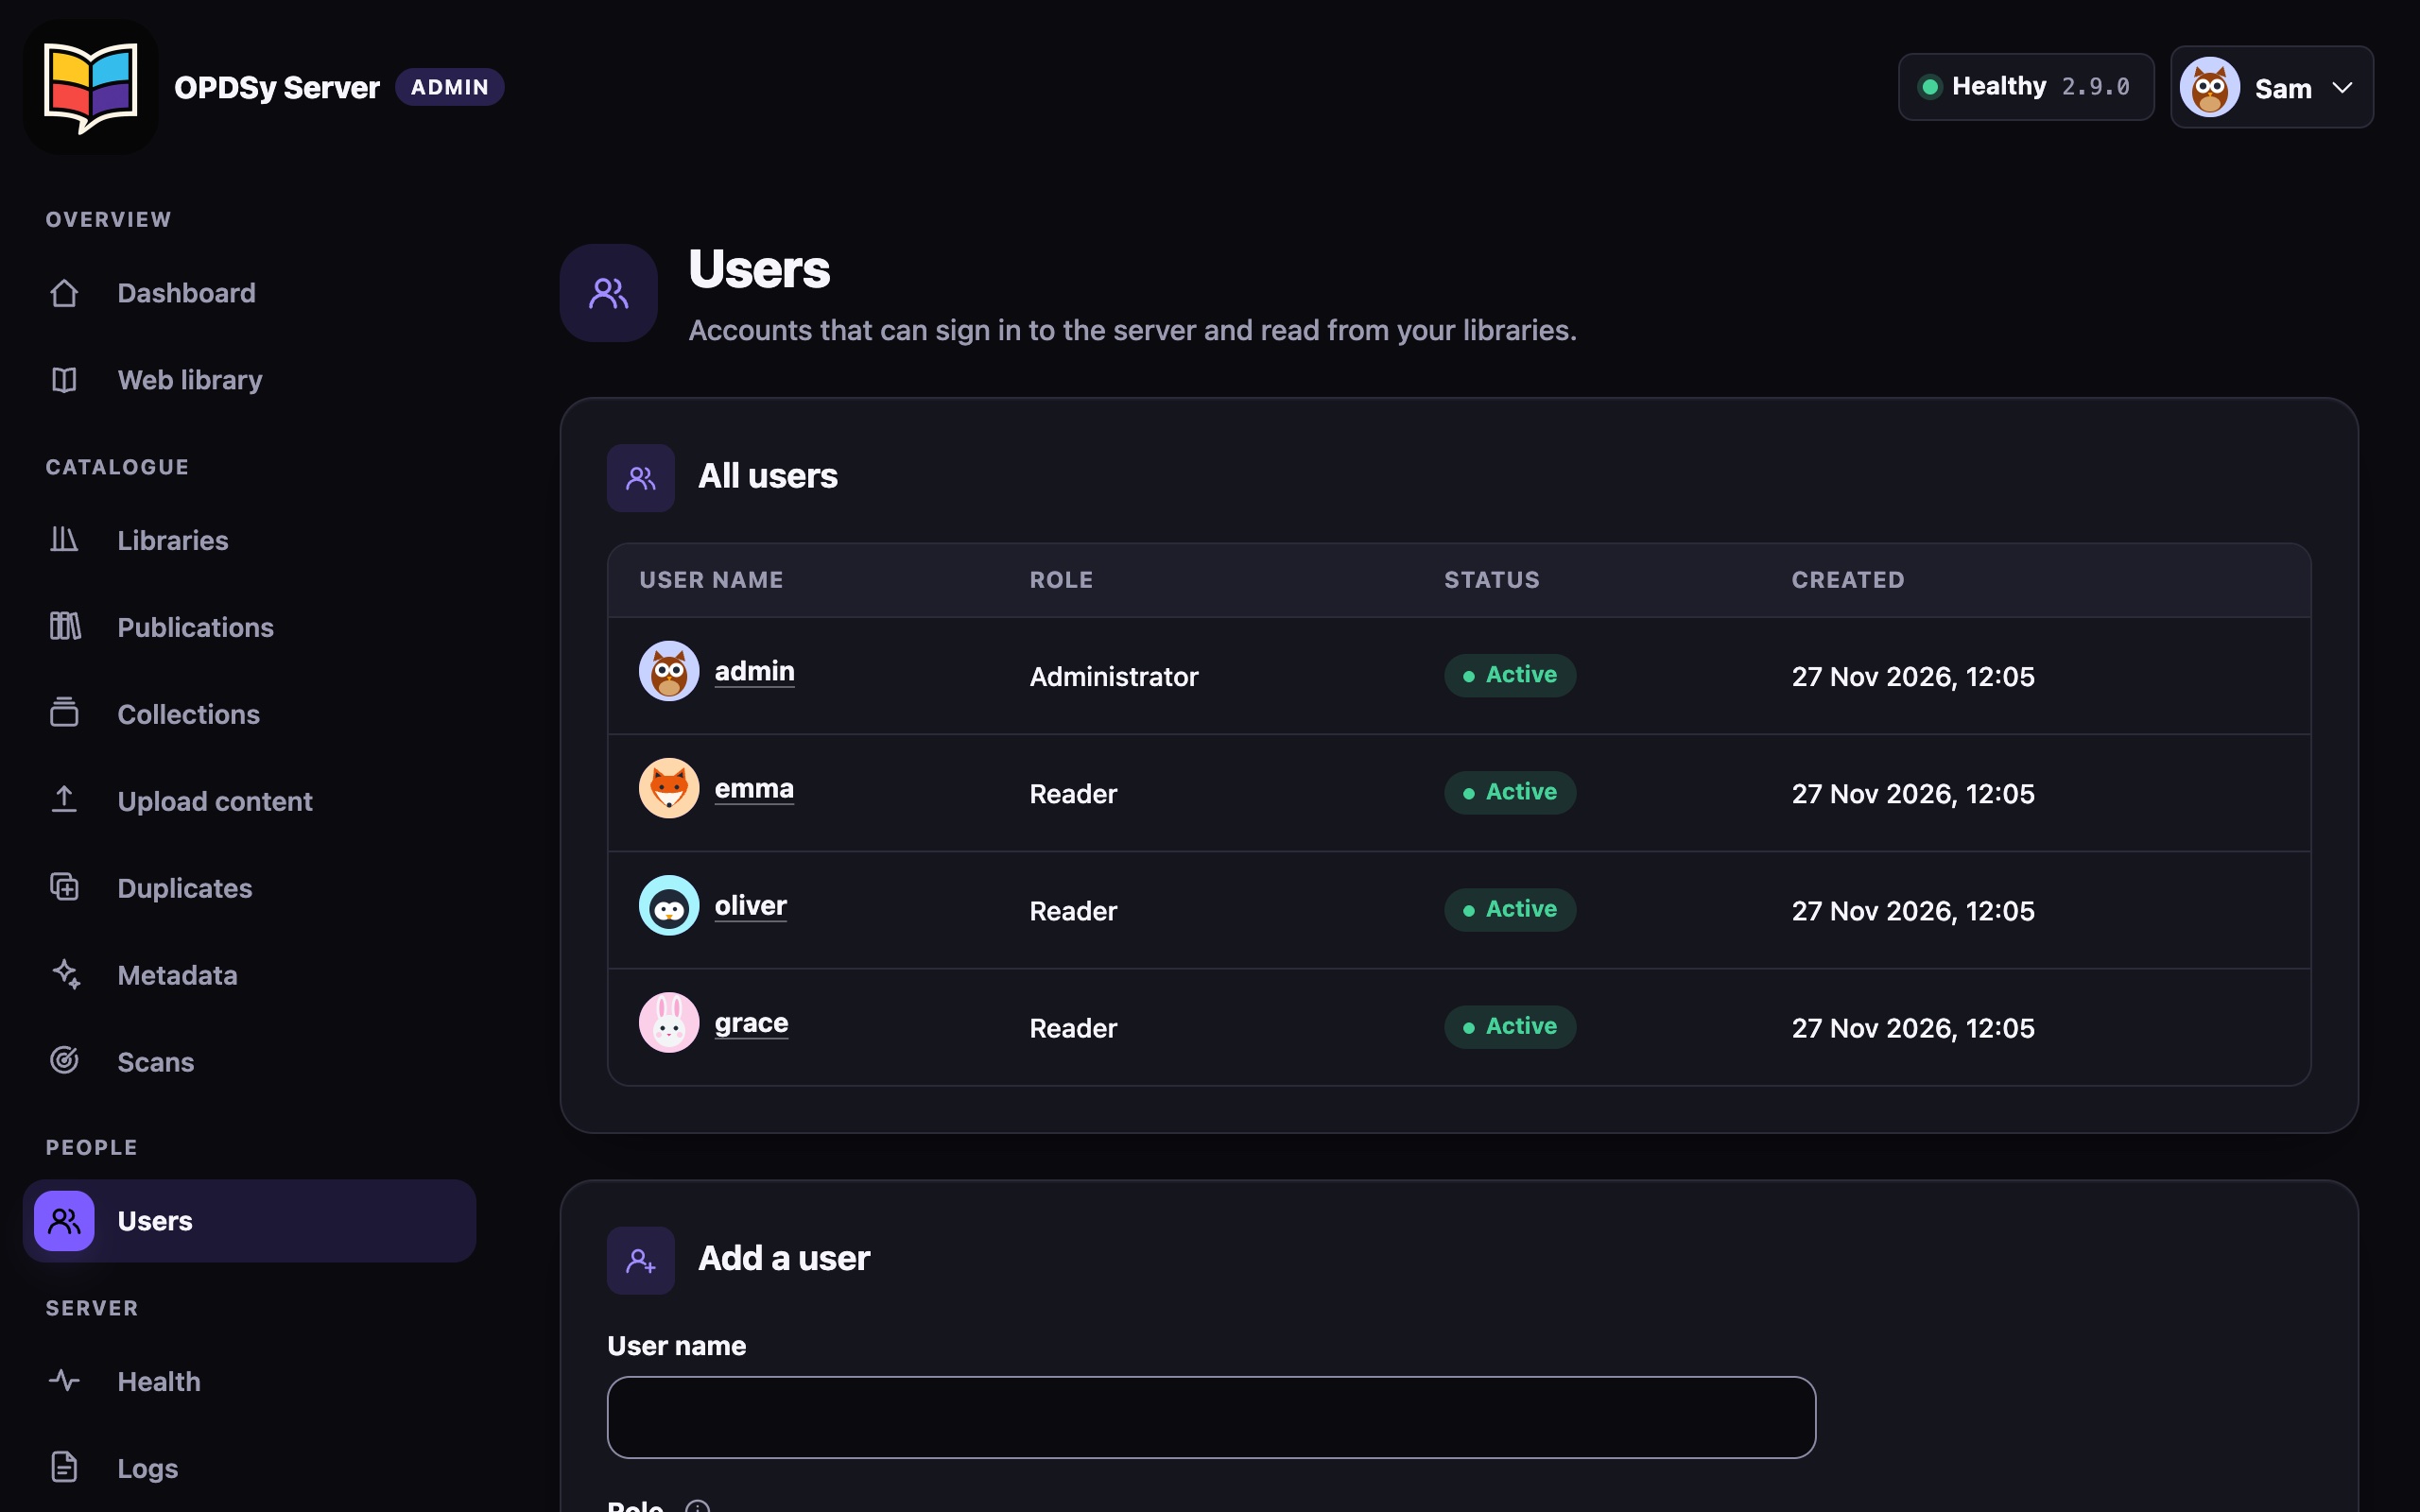 OPDSy Server ADMIN
Healthy 2.9.0
Sam
OVERVIEW
Dashboard
Web library
CATALOGUE
Libraries
Publications
Collections
Upload content
Duplicates
Metadata
Scans
PEOPLE
Users
SERVER
Health
Logs
Users
Accounts that can sign in to the server and read from your libraries.
All users
USER NAME ROLE STATUS CREATED
admin Administrator Active 27 Nov 2026, 12:05
emma Reader Active 27 Nov 2026, 12:05
oliver Reader Active 27 Nov 2026, 12:05
grace Reader Active 27 Nov 2026, 12:05
Add a user
User name
Role